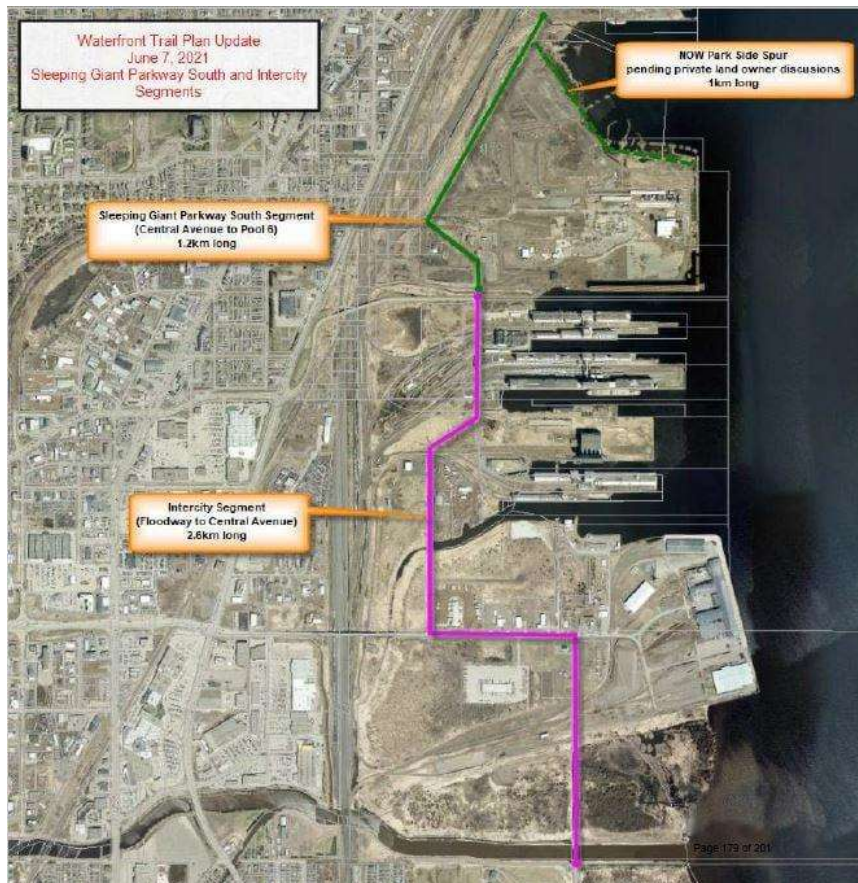 Waterfront Trail Plan Update
June 7, 2021
Sleeping Giant Parkway South and Intercity
Segments
NOW Park Side Spur
pending private land owner discusions
1km long
Sleeping Giant Parkway South Segment
(Central Avenue to Pool 6)
1.2km long
Intercity Segment
(Floodway to Central Avenue)
2.6km long
Page 179 of 201